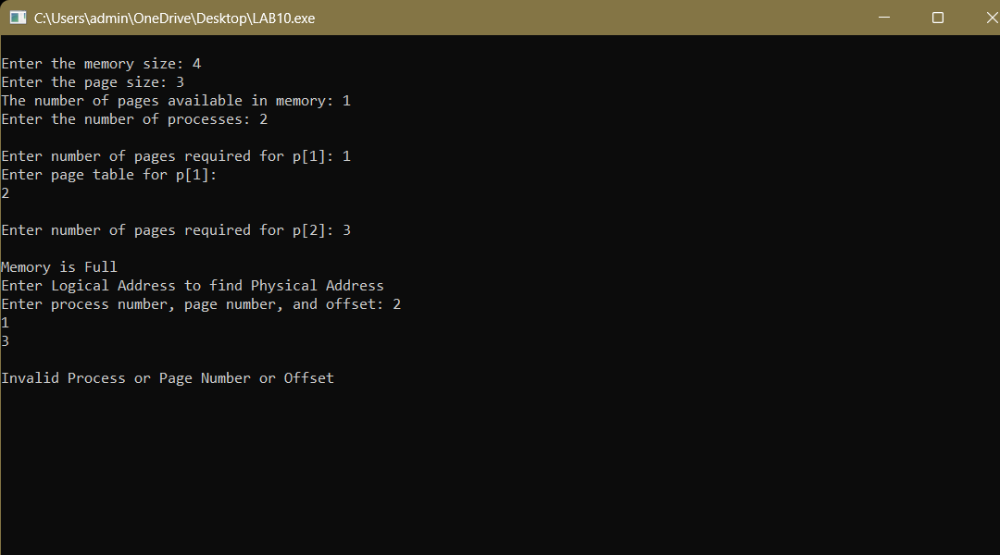 C:\Users\admin\OneDrive\Desktop\LAB10.exe
Enter the memory size: 4
Enter the page size: 3
The number of pages available in memory: 1
Enter the number of processes: 2
Enter number of pages required for p[1]: 1
Enter page table for p[1]:
2
Enter number of pages required for p[2]: 3
Memory is Full
Enter Logical Address to find Physical Address
Enter process number, page number, and offset: 2
1
3
Invalid Process or Page Number or Offset